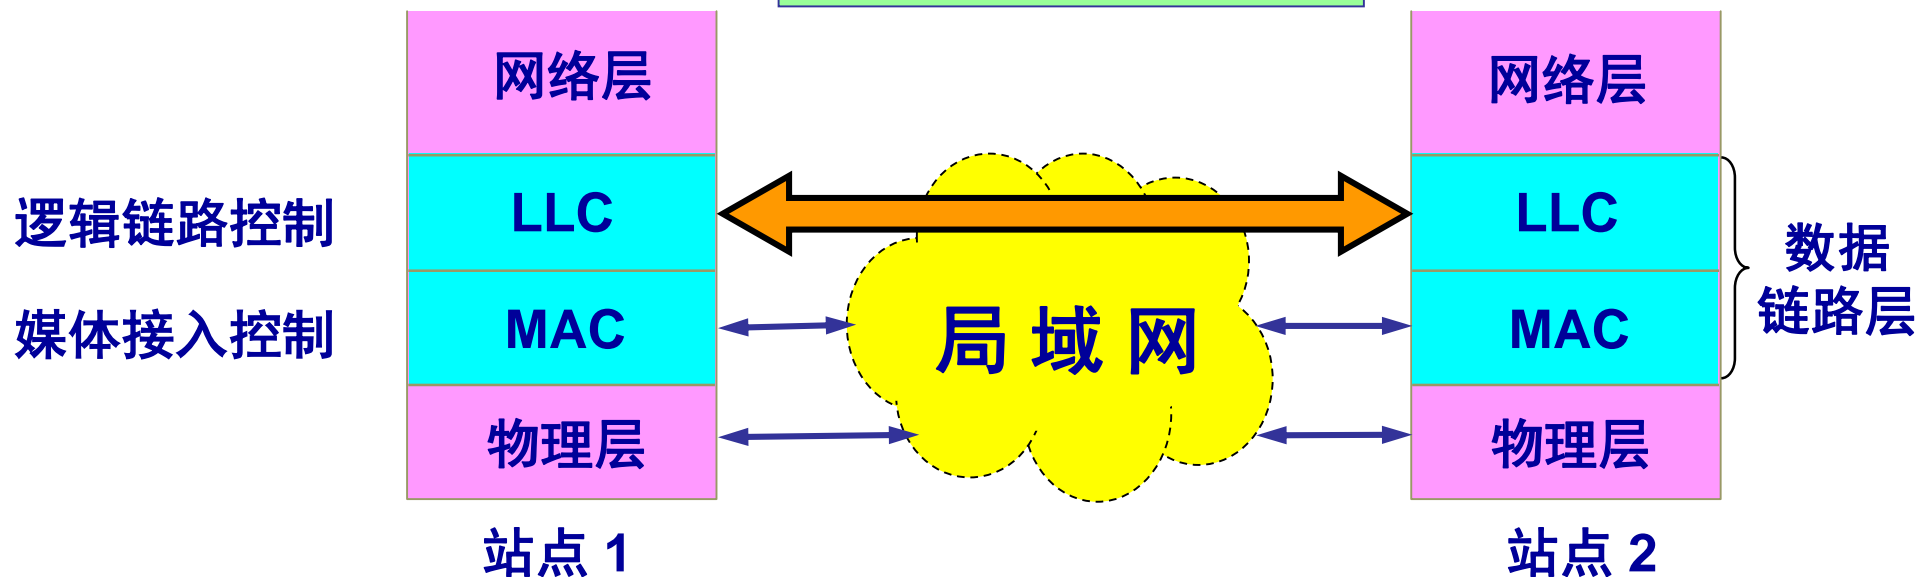 网络层
网络层
逻辑链路控制
LLC
LLC
数据
链路层
媒体接入控制
MAC
局域网
MAC
物理层
物理层
站点 1
站点 2